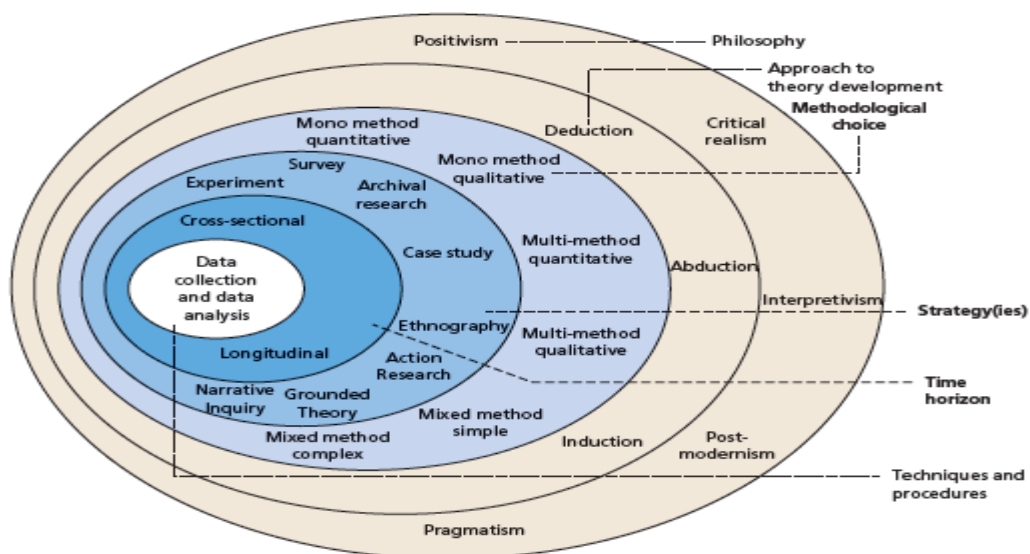 Positivism
Philosophy
Approach to
theory development
Methodological
choice
Mono method
quantitative
Deduction
Critical
realism
Mono method
qualitative
Survey
Experiment
Archival
research
Cross-sectional
Case study
Multi-method
quantitative
Data
collection
and data
analysis
Abduction
Interpretivism
Strategy(ies)
Ethnography
Multi-method
qualitative
Longitudinal
Action
Research
Time
horizon
Narrative
Inquiry
Grounded
Theory
Mixed method
simple
Mixed method
complex
Induction
Post-
modernism
Techniques and
procedures
Pragmatism